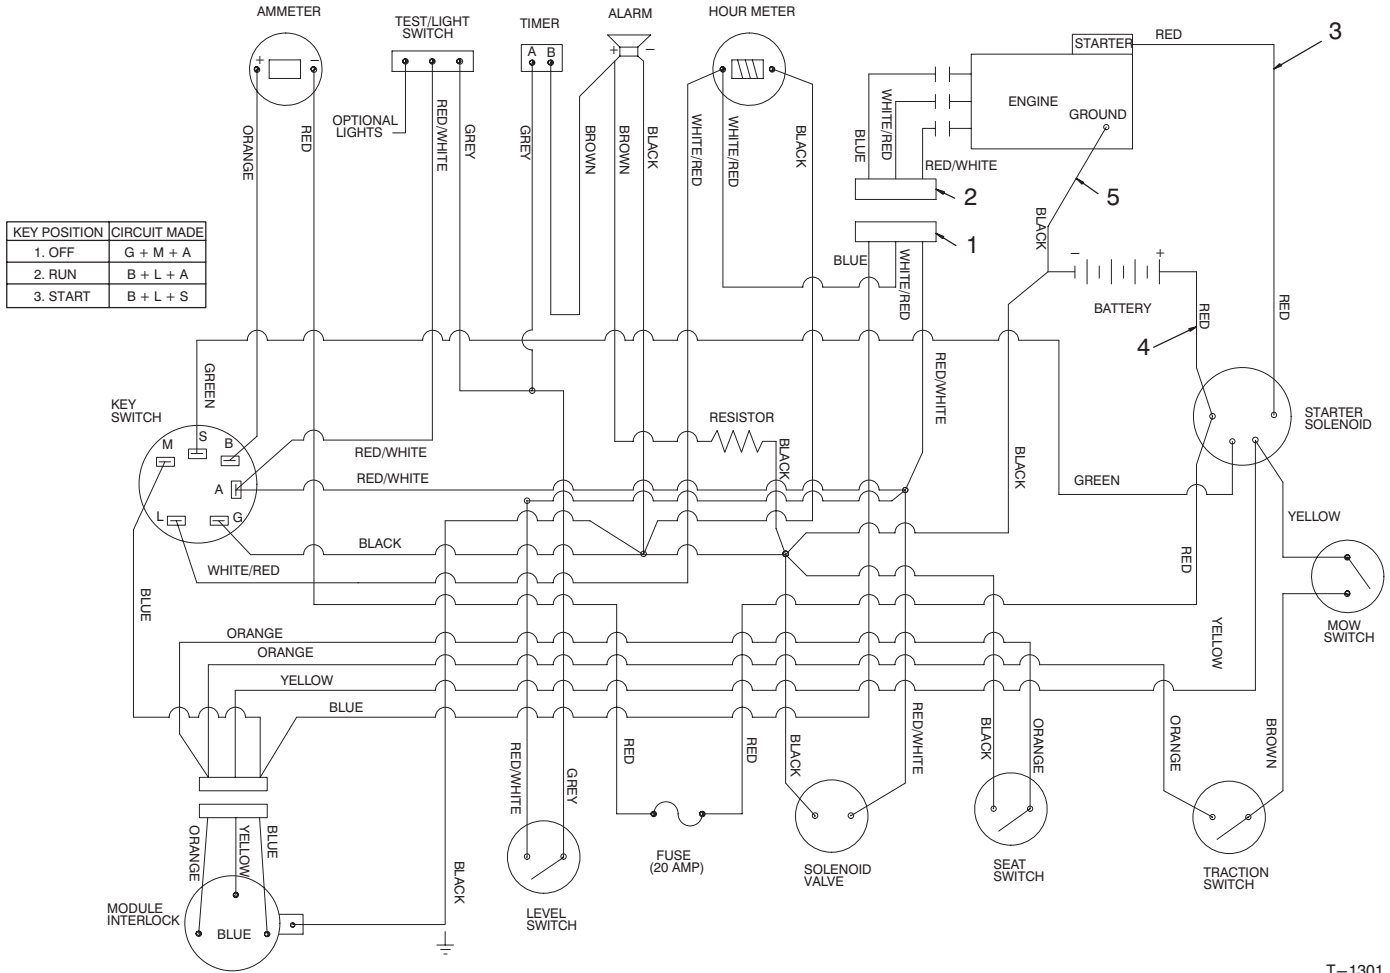 AMMETER
TEST/LIGHT
SWITCH
TIMER
ALARM
HOUR METER
STARTER
RED
3
+
−
A B
+ −
ENGINE
GROUND
OPTIONAL
LIGHTS
ORANGE
RED
RED/WHITE
GREY
GREY
BROWN
BROWN
BLACK
WHITE/RED
WHITE/RED
BLACK
BLUE
WHITE/RED
RED/WHITE
2
5
1
BLUE
WHITE/RED
BLACK
− +
BATTERY
RED
RED
4
KEY POSITION CIRCUIT MADE
1. OFF G + M + A
2. RUN B + L + A
3. START B + L + S
GREEN
KEY
SWITCH
M S B
A
L G
RED/WHITE
RED/WHITE
RESISTOR
BLACK
RED/WHITE
BLACK
GREEN
STARTER
SOLENOID
YELLOW
BLACK
WHITE/RED
BLUE
RED
YELLOW
MOW
SWITCH
ORANGE
ORANGE
YELLOW
BLUE
RED/WHITE
GREY
RED
RED
BLACK
RED/WHITE
BLACK
ORANGE
ORANGE
BROWN
ORANGE
YELLOW
BLUE
BLACK
MODULE
INTERLOCK
BLUE
LEVEL
SWITCH
FUSE
(20 AMP)
SOLENOID
VALVE
SEAT
SWITCH
TRACTION
SWITCH
T–1301